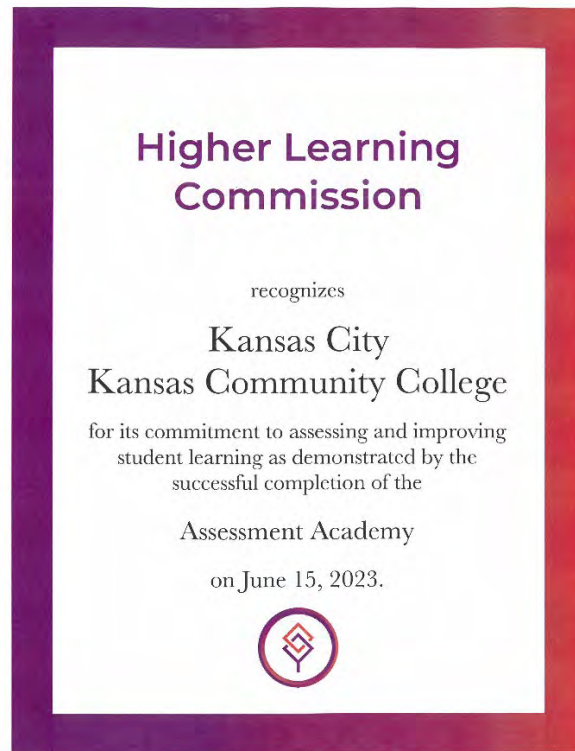 Higher Learning
Commission
recognizes
Kansas City
Kansas Community College
for its commitment to assessing and improving
student learning as demonstrated by the
successful completion of the
Assessment Academy
on June 15, 2023.